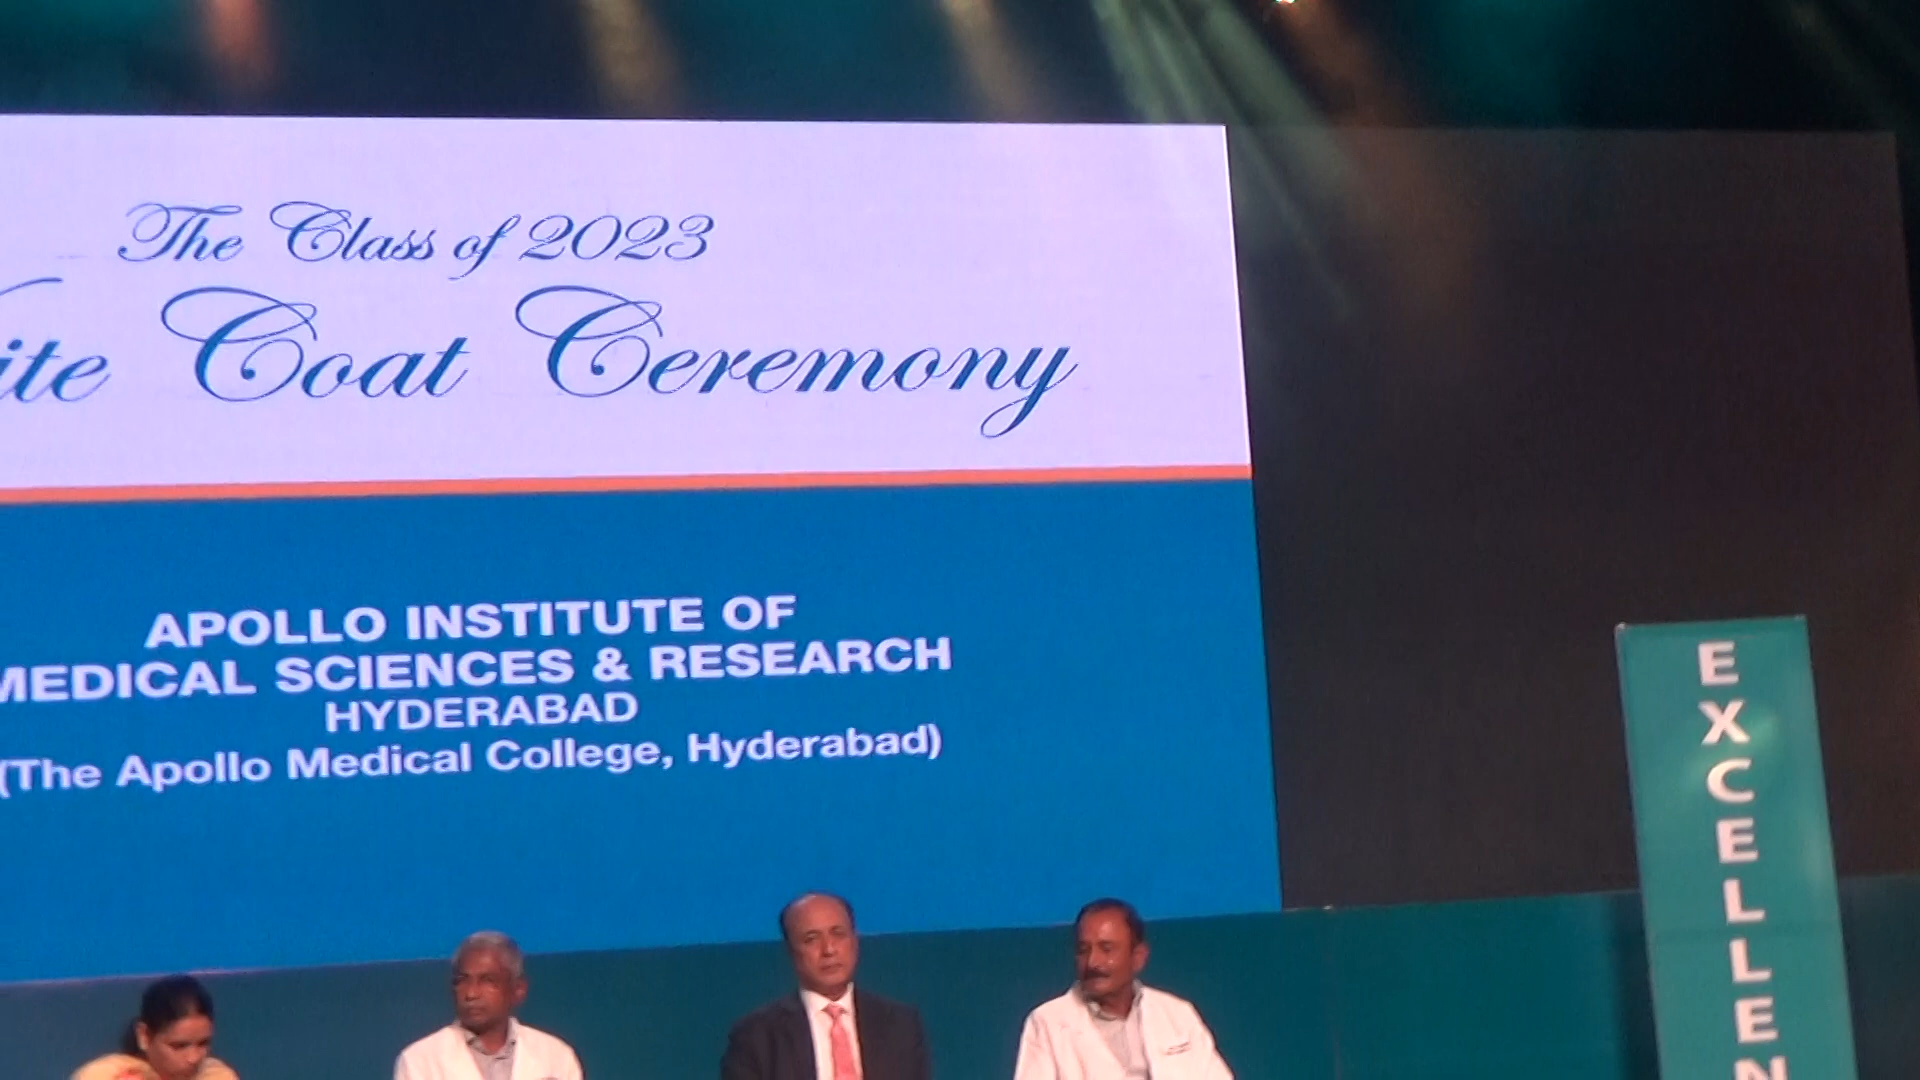 The Class of 2023
ite Coat Ceremony
APOLLO INSTITUTE OF
MEDICAL SCIENCES & RESEARCH
HYDERABAD
(The Apollo Medical College, Hyderabad)
EXCELLEN